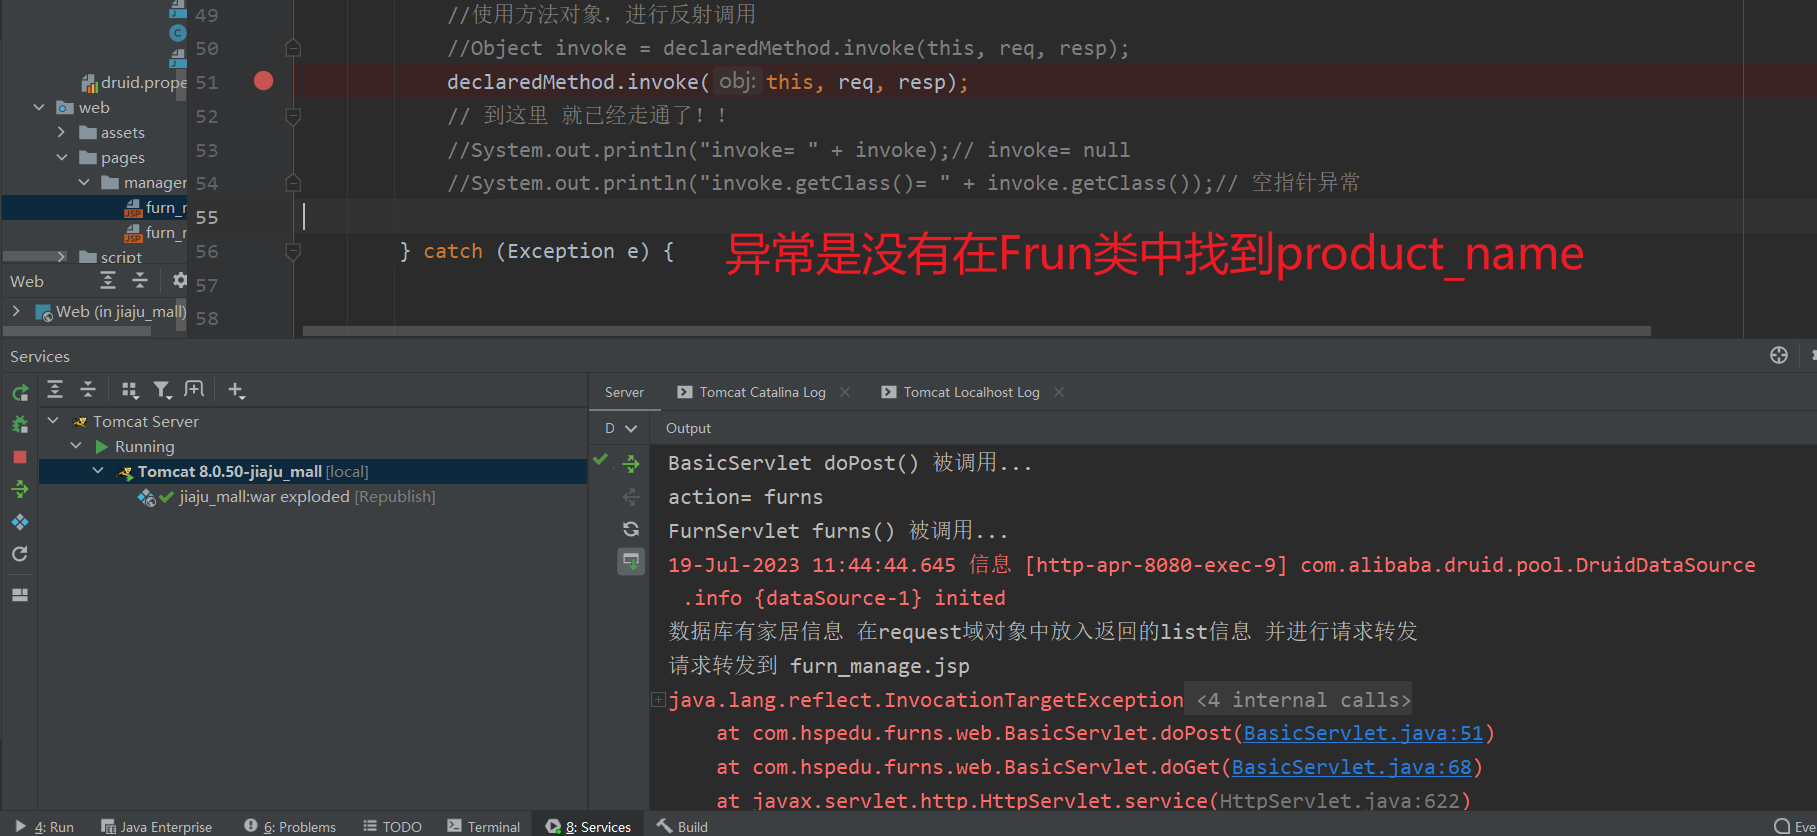 49 //使用方法对象，进行反射调用
50 //Object invoke = declaredMethod.invoke(this, req, resp);
druid.prope 51 declaredMethod.invoke( obj: this, req, resp);
web
52 // 到这里 就已经走通了！！
assets
53 //System.out.println("invoke= " + invoke);// invoke= null
pages
manager 54 //System.out.println("invoke.getClass()= " + invoke.getClass());// 空指针异常
furn_r 55
furn_r
script 56 } catch (Exception e) {
异常是没有在Frun类中找到product_name
Web 57
Web (in jiaju_mall) 58
Services
Server Tomcat Catalina Log Tomcat Localhost Log
Tomcat Server
D Output
Running
Tomcat 8.0.50-jiaju_mall [local]
jiaju_mall:war exploded [Republish]
BasicServlet doPost() 被调用...
action= furns
FurnServlet furns() 被调用...
19-Jul-2023 11:44:44.645 信息 [http-apr-8080-exec-9] com.alibaba.druid.pool.DruidDataSource
.info {dataSource-1} inited
数据库有家居信息 在request域对象中放入返回的list信息 并进行请求转发
请求转发到 furn_manage.jsp
java.lang.reflect.InvocationTargetException <4 internal calls>
at com.hspedu.furns.web.BasicServlet.doPost(BasicServlet.java:51)
at com.hspedu.furns.web.BasicServlet.doGet(BasicServlet.java:68)
at javax.servlet.http.HttpServlet.service(HttpServlet.java:622)
4: Run Java Enterprise 6: Problems TODO Terminal 8: Services Build Eve